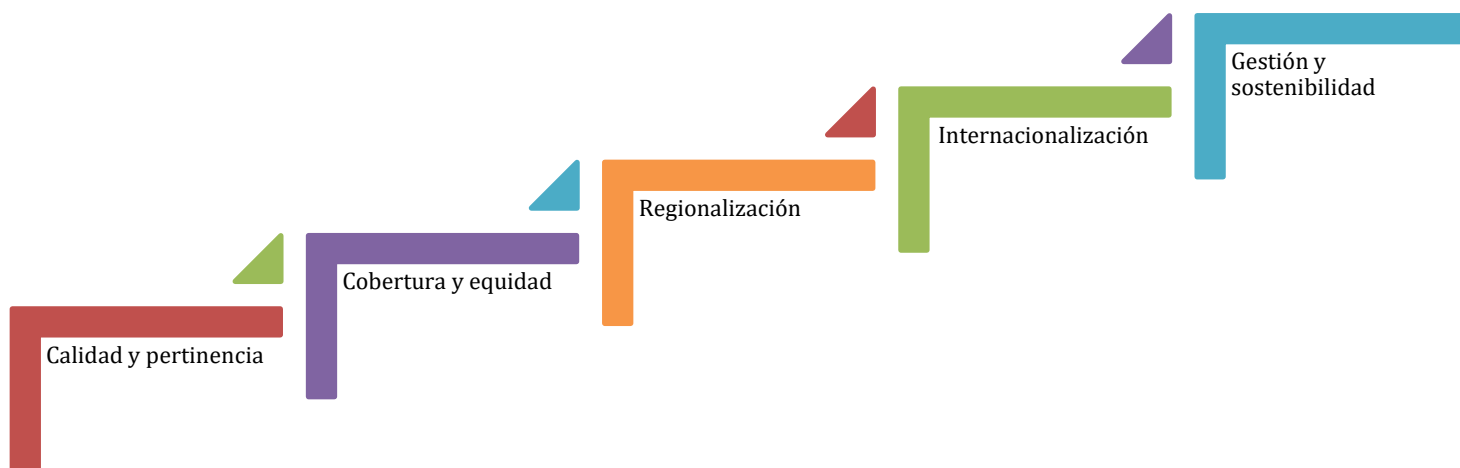 Calidad y pertinencia
Cobertura y equidad
Regionalización
Internacionalización
Gestión y
sostenibilidad